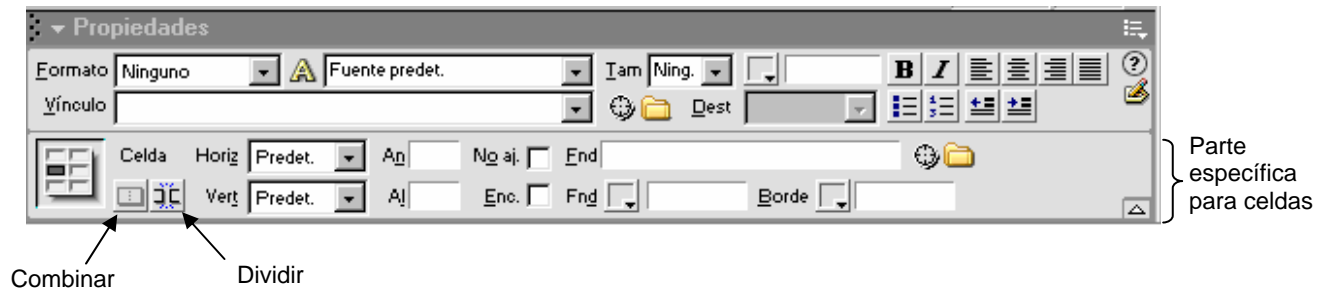 Propiedades
Formato Ninguno Fuente predet. Tam Ning. B I
Vínculo Dest
Celda Horiz Predet. An No aj. Fnd
Vert Predet. Al Enc. Fnd Borde
Parte
específica
para celdas
Combinar
Dividir